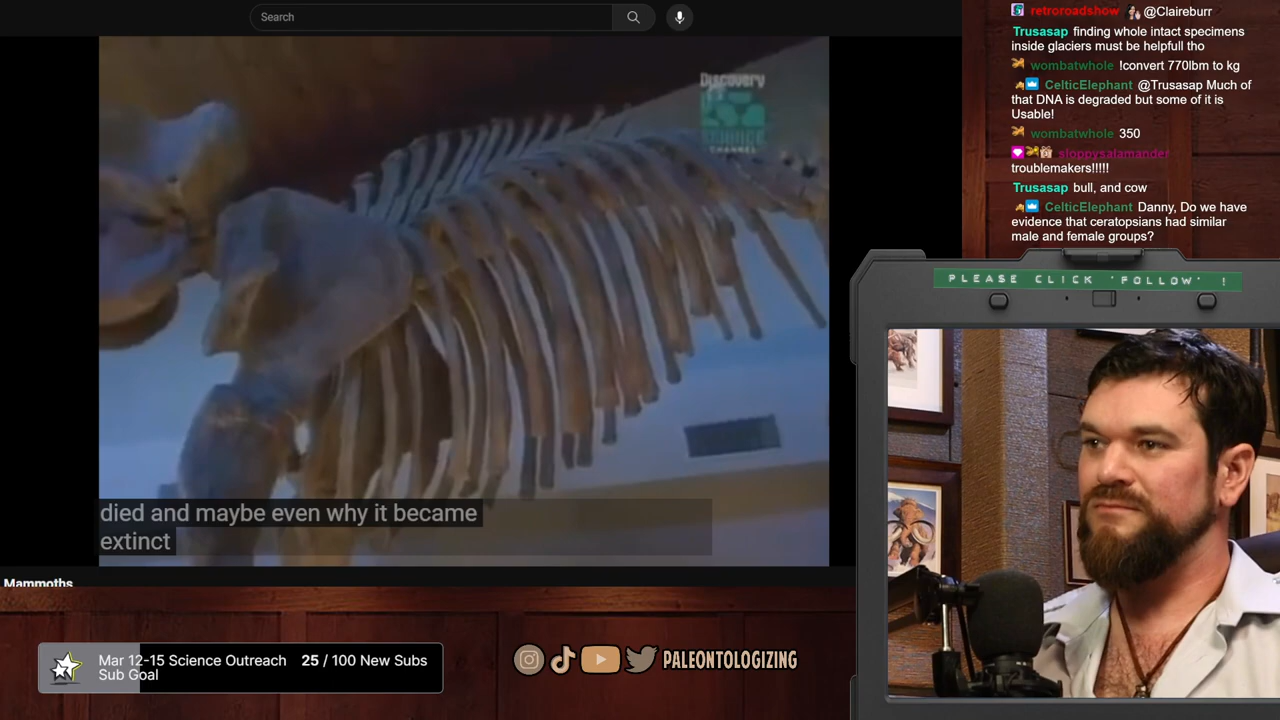 Search
retroroadshow @Claireburr
Trusasap finding whole intact specimens
inside glaciers must be helpfull tho
wombatwhole !convert 770lbm to kg
CelticElephant @Trusasap Much of
that DNA is degraded but some of it is
Usable!
wombatwhole 350
sloppysalamander
troublemakers!!!!!
Trusasap bull, and cow
CelticElephant Danny, Do we have
evidence that ceratopsians had similar
male and female groups?
Discovery
SCIENCE
CHANNEL
PLEASE CLICK 'FOLLOW' !
died and maybe even why it became
extinct
Mammoths
Mar 12-15 Science Outreach 25 / 100 New Subs
Sub Goal
PALEONTOLOGIZING